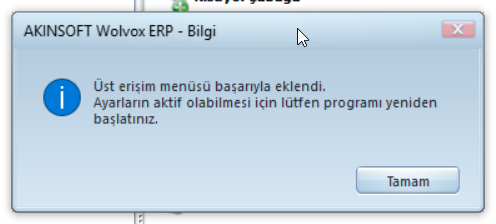 AKINSOFT Wolvox ERP - Bilgi
Üst erişim menüsü başarıyla eklendi.
Ayarların aktif olabilmesi için lütfen programı yeniden
başlatınız.
Tamam